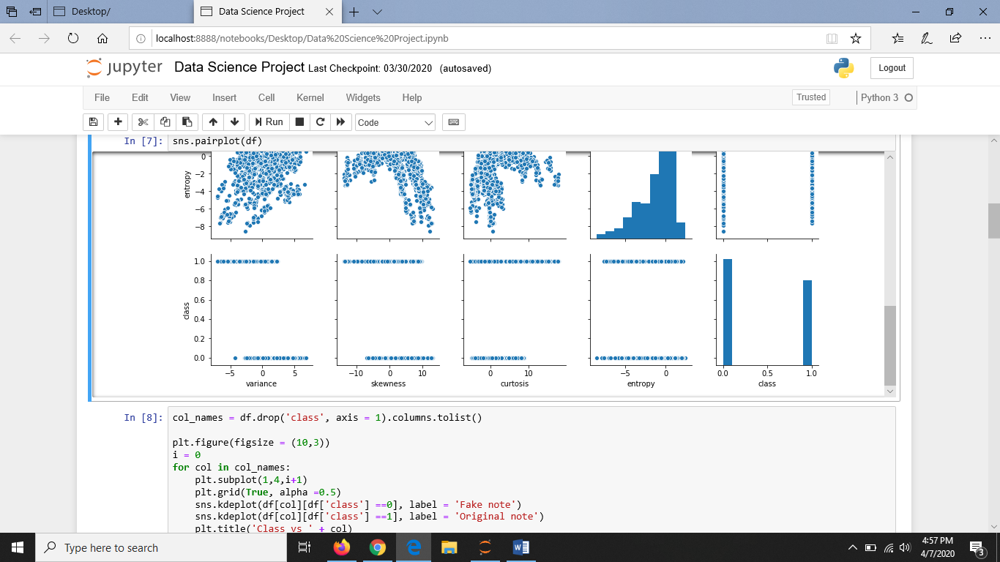 Desktop/
Data Science Project
localhost:8888/notebooks/Desktop/Data%20Science%20Project.ipynb
jupyter Data Science Project Last Checkpoint: 03/30/2020 (autosaved)
Logout
File Edit View Insert Cell Kernel Widgets Help
Trusted
Python 3
Run
Code
In [7]: sns.pairplot(df)
entropy
0
−2
−4
−6
−8
class
1.0
0.8
0.6
0.4
0.2
0.0
−5 0 5
variance
−10 0 10
skewness
0 10
curtosis
−5 0
entropy
0.0 0.5 1.0
class
In [8]: col_names = df.drop('class', axis = 1).columns.tolist()
plt.figure(figsize = (10,3))
i = 0
for col in col_names:
    plt.subplot(1,4,i+1)
    plt.grid(True, alpha =0.5)
    sns.kdeplot(df[col][df['class'] ==0], label = 'Fake note')
    sns.kdeplot(df[col][df['class'] ==1], label = 'Original note')
    plt.title('Class vs ' + col)
Type here to search
W
4:57 PM
4/7/2020
3